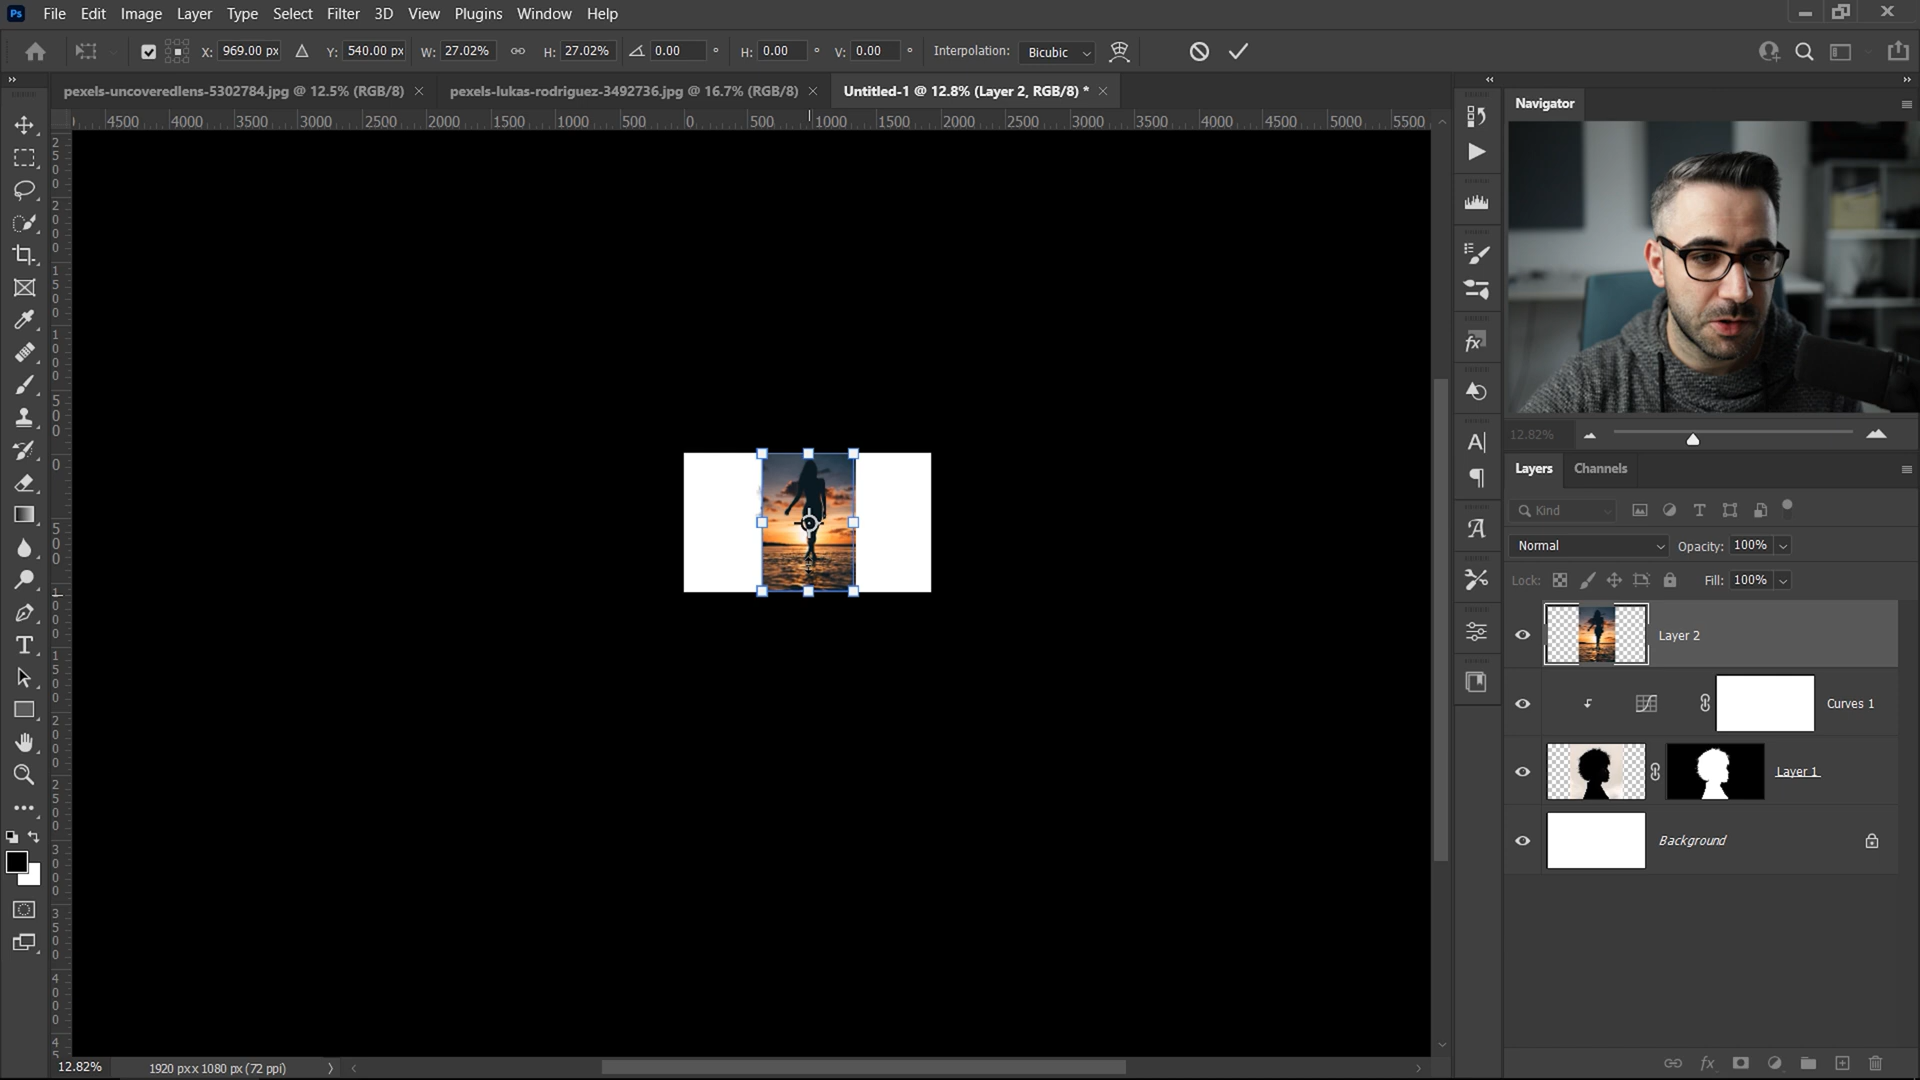 Ps File Edit Image Layer Type Select Filter 3D View Plugins Window Help
X: 969.00 px Y: 540.00 px W: 27.02% H: 27.02% 0.00 ° H: 0.00 ° V: 0.00 ° Interpolation: Bicubic
pexels-uncoveredlens-5302784.jpg @ 12.5% (RGB/8) × pexels-lukas-rodriguez-3492736.jpg @ 16.7% (RGB/8) × Untitled-1 @ 12.8% (Layer 2, RGB/8) * ×
4500 4000 3500 3000 2500 2000 1500 1000 500 0 500 1000 1500 2000 2500 3000 3500 4000 4500 5000 5500
Navigator
12.82%
Layers Channels
Kind
Normal Opacity: 100%
Lock: Fill: 100%
Layer 2
Curves 1
Layer 1
Background
12.82% 1920 px x 1080 px (72 ppi)